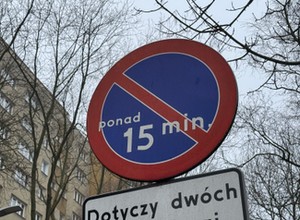 ponad
15 min.
Dotyczy dwóch